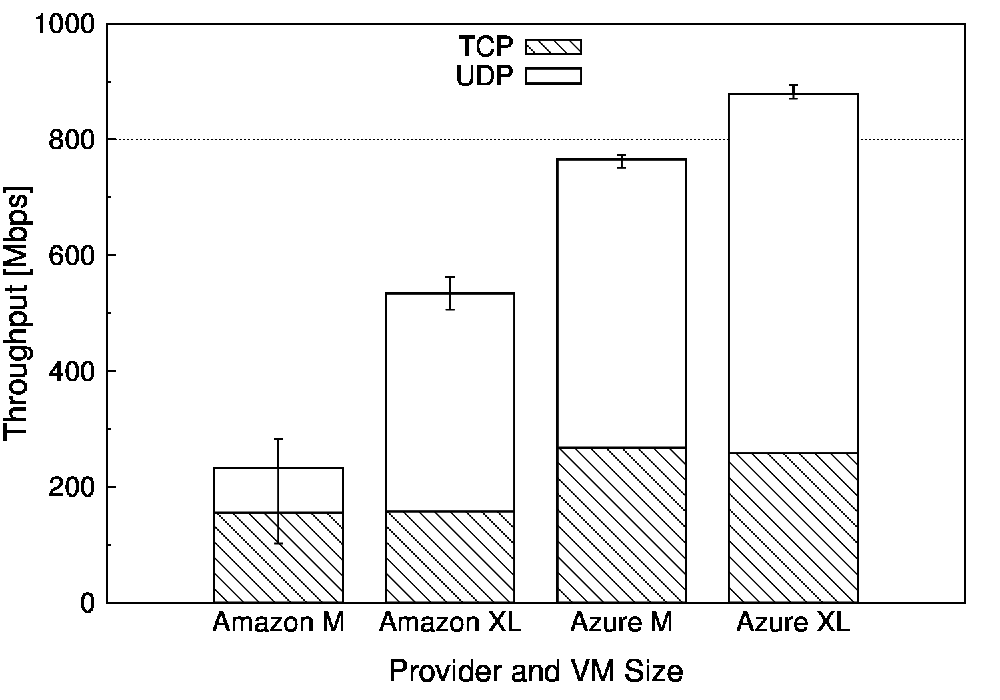 1000
800
600
400
200
0
Throughput [Mbps]
TCP
UDP
Amazon M
Amazon XL
Azure M
Azure XL
Provider and VM Size